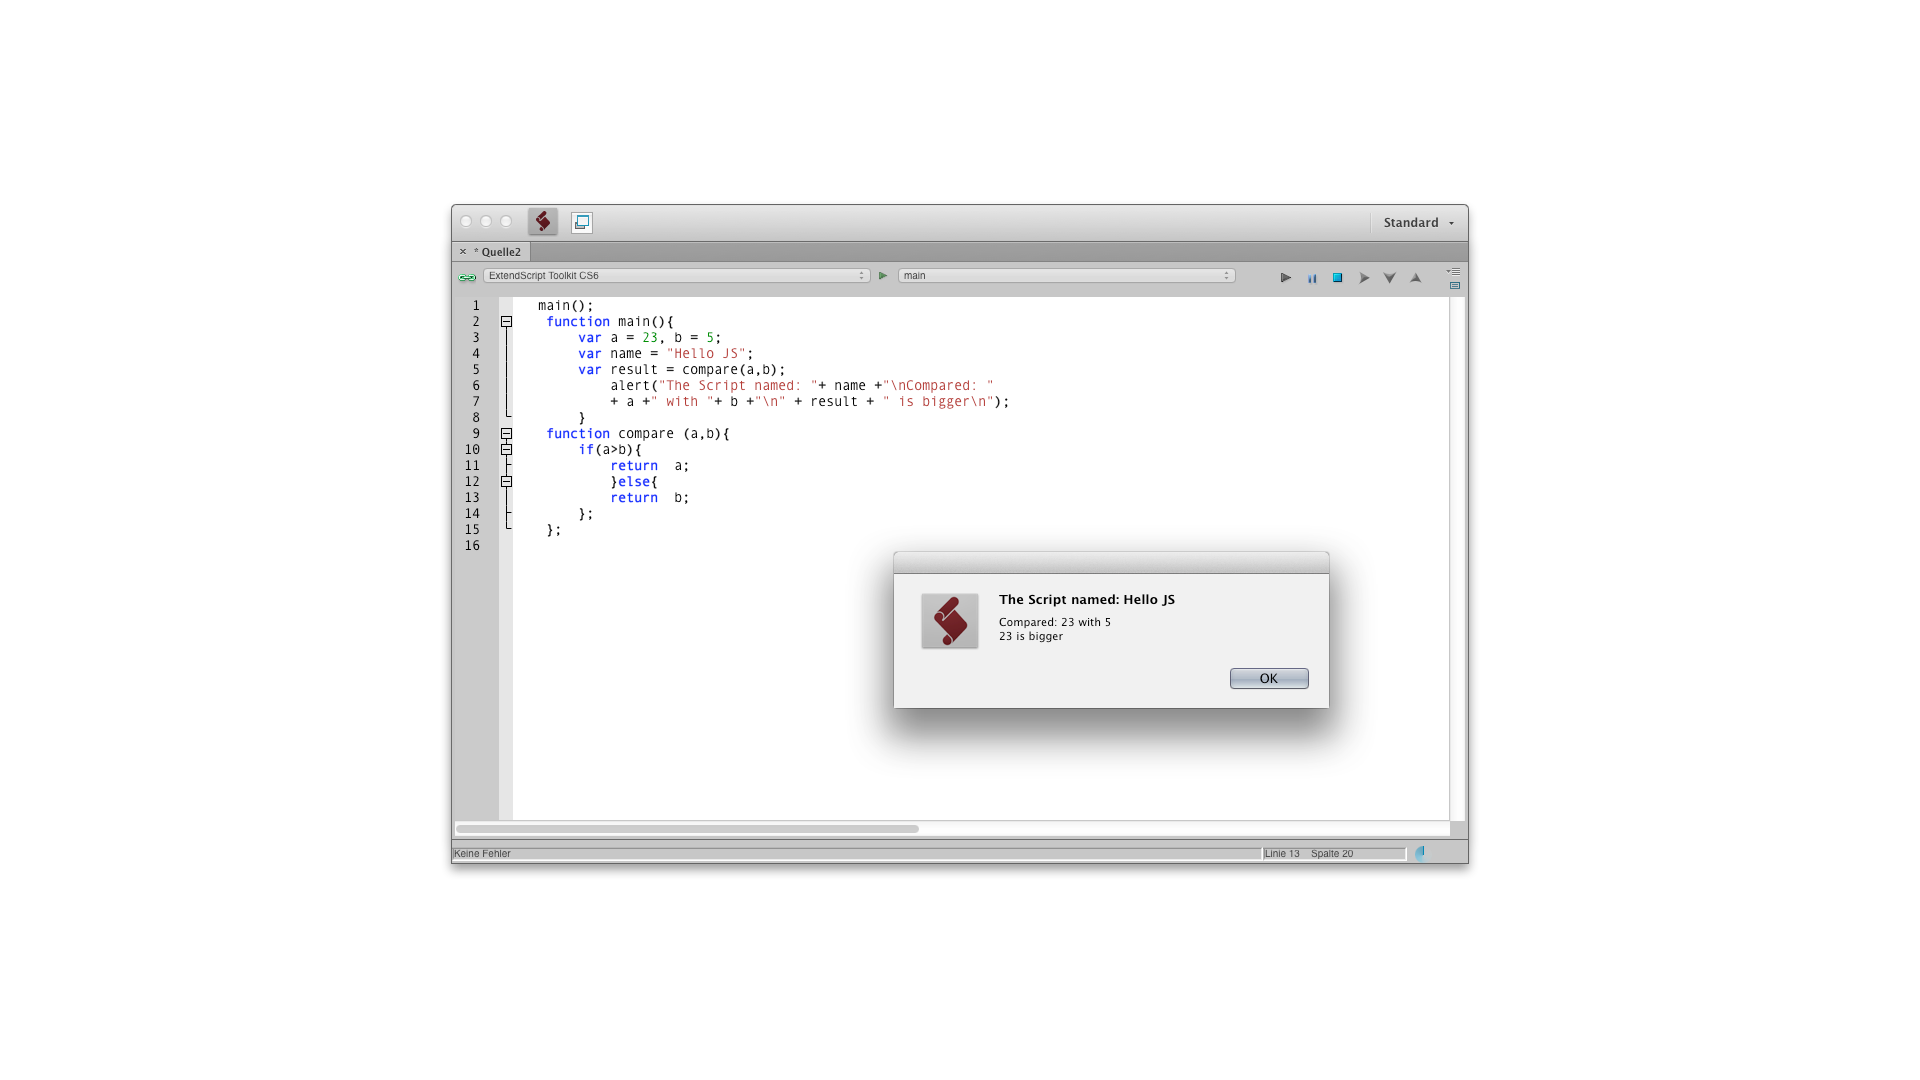 Standard
× * Quelle2
ExtendScript Toolkit CS6 main
1 main();
2 function main(){
3 var a = 23, b = 5;
4 var name = "Hello JS";
5 var result = compare(a,b);
6 alert("The Script named: "+ name +"\nCompared: "
7 + a +" with "+ b +"\n" + result + " is bigger\n");
8 }
9 function compare (a,b){
10 if(a>b){
11 return  a;
12 }else{
13 return  b;
14 };
15 };
16
The Script named: Hello JS
Compared: 23 with 5
23 is bigger
OK
Keine Fehler Linie 13 Spalte 20